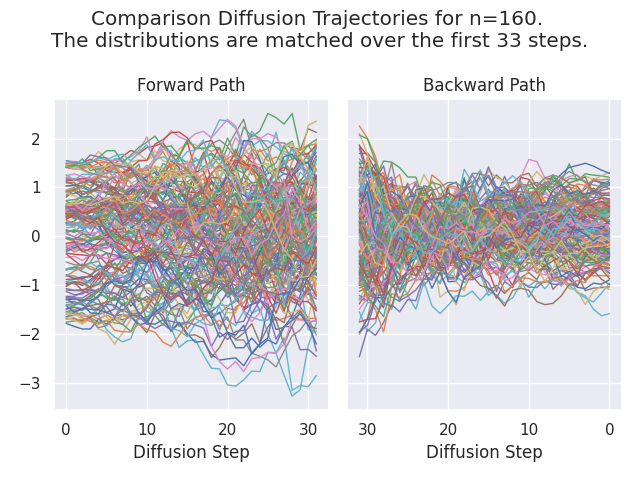 Comparison Diffusion Trajectories for n=160.
The distributions are matched over the first 33 steps.
Forward Path
Backward Path
2
1
0
−1
−2
−3
0 10 20 30
30 20 10 0
Diffusion Step
Diffusion Step